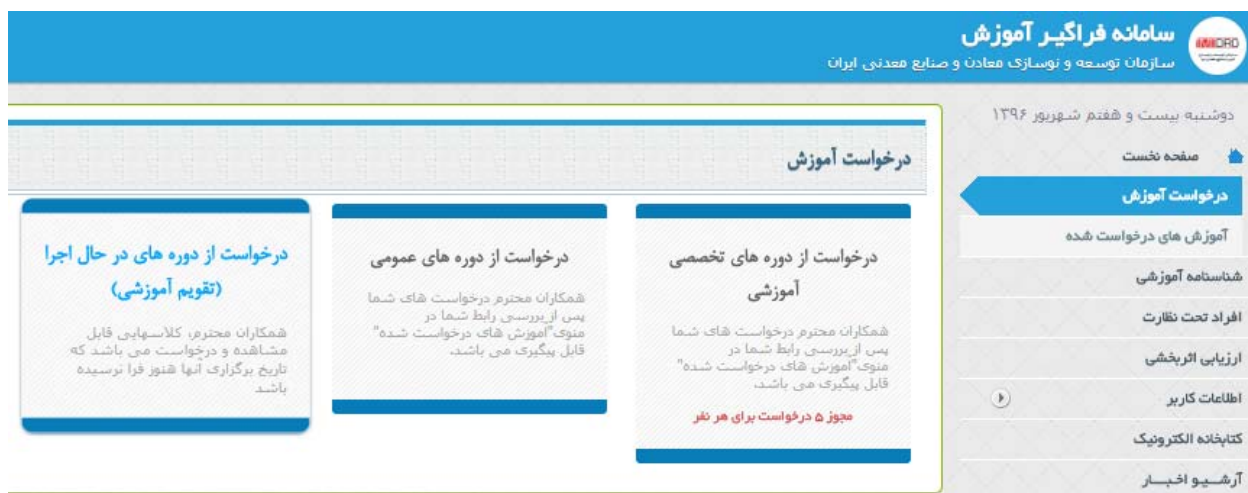 سامانه فراگیر آموزش
سازمان توسعه و نوسازی معادن و صنایع معدنی ایران
IMIDRO
دوشنبه بیست و هفتم شهریور ۱۳۹۶
صفحه نخست
درخواست آموزش
آموزش های درخواست شده
شناسنامه آموزشی
افراد تحت نظارت
ارزیابی اثربخشی
اطلاعات کاربر
کتابخانه الکترونیک
آرشیو اخبار
درخواست آموزش
درخواست از دوره های تخصصی
آموزشی
همکاران محترم درخواست های شما
پس از بررسی رابط شما در
منوی"آموزش های درخواست شده"
قابل پیگیری می باشد.
مجوز ۵ درخواست برای هر نفر
درخواست از دوره های عمومی
همکاران محترم درخواست های شما
پس از بررسی رابط شما در
منوی"آموزش های درخواست شده"
قابل پیگیری می باشد.
درخواست از دوره های در حال اجرا
(تقویم آموزشی)
همکاران محترم، کلاسهایی قابل
مشاهده و درخواست می باشد که
تاریخ برگزاری آنها هنوز فرا نرسیده
باشد